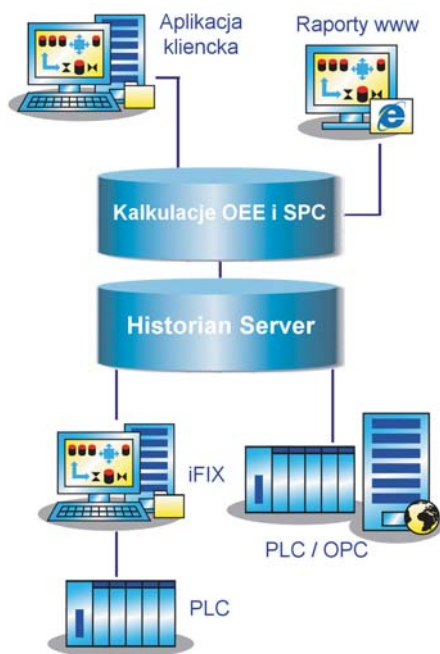 Aplikacja
kliencka
Raporty www
Kalkulacje OEE i SPC
Historian Server
iFIX
PLC / OPC
PLC